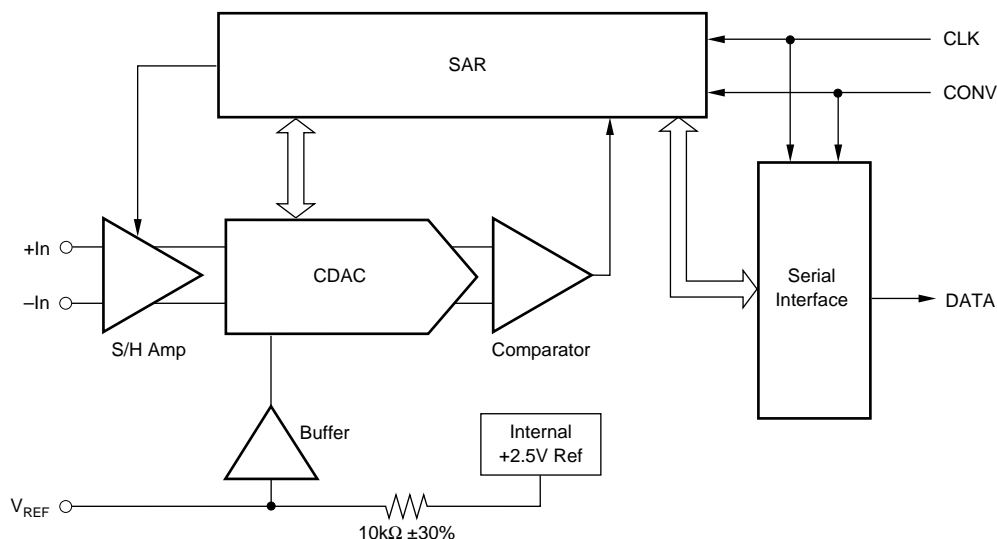 SAR
CLK
CONV
+In
–In
S/H Amp
CDAC
Comparator
Serial
Interface
DATA
Buffer
Internal
+2.5V Ref
VREF
10kΩ ±30%